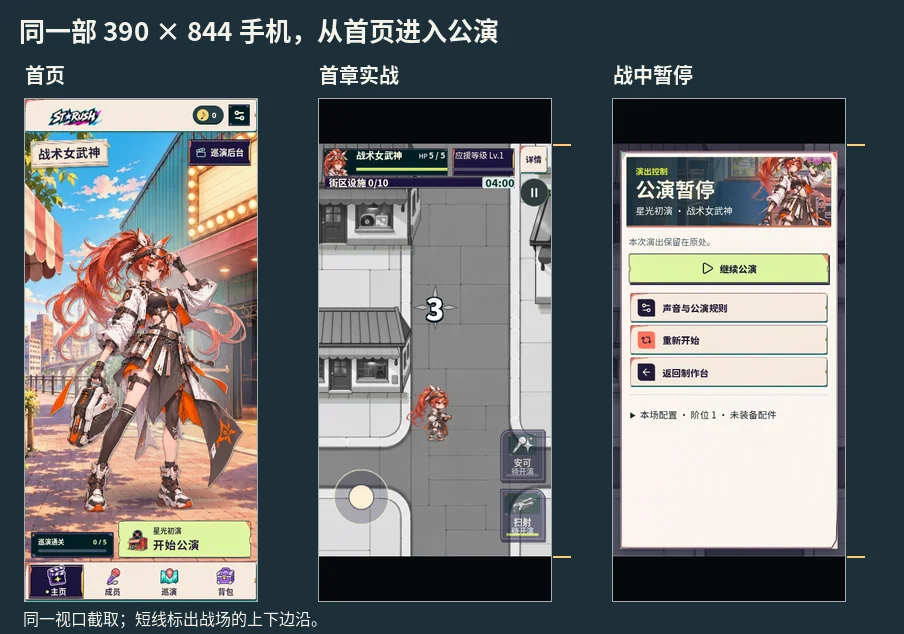 同一部 390 × 844 手机，从首页进入公演
首页
首章实战
战中暂停
ST★RUSH
0
战术女武神
巡演后台
星光初演
开始公演
巡演通关 0 / 5
主页
成员
巡演
背包
战术女武神 HP 5 / 5
应援等级 Lv.1
详情
街区设施 0/10
04:00
3
安可
待开演
扫射
待开演
演出控制
公演暂停
星光初演 · 战术女武神
本次演出保留在原处。
继续公演
声音与公演规则
重新开始
返回制作台
▶ 本场配置 · 阶位 1 · 未装备配件
同一视口截取；短线标出战场的上下边沿。